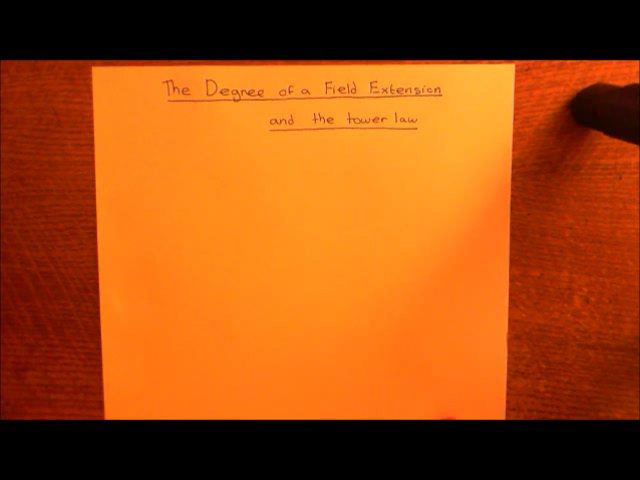 The Degree of a Field Extension
and the tower law